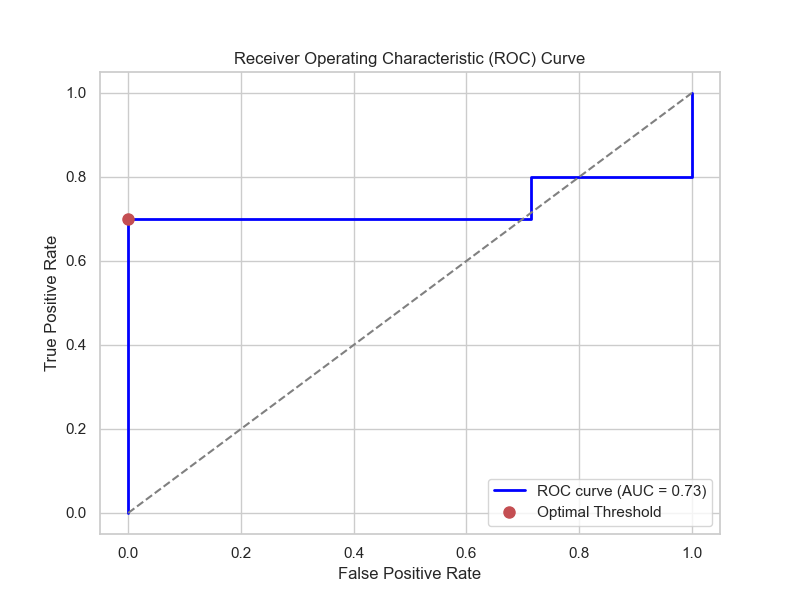 Receiver Operating Characteristic (ROC) Curve
True Positive Rate
1.0
0.8
0.6
0.4
0.2
0.0
0.0 0.2 0.4 0.6 0.8 1.0
False Positive Rate
ROC curve (AUC = 0.73)
Optimal Threshold